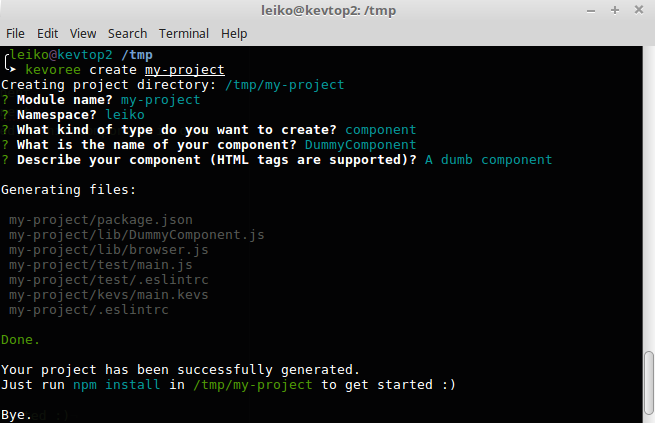 leiko@kevtop2: /tmp
File Edit View Search Terminal Help
leiko@kevtop2 /tmp
➤ kevoree create my-project
Creating project directory: /tmp/my-project
? Module name? my-project
? Namespace? leiko
? What kind of type do you want to create? component
? What is the name of your component? DummyComponent
? Describe your component (HTML tags are supported)? A dumb component
Generating files:
my-project/package.json
my-project/lib/DummyComponent.js
my-project/lib/browser.js
my-project/test/main.js
my-project/test/.eslintrc
my-project/kevs/main.kevs
my-project/.eslintrc
Done.
Your project has been successfully generated.
Just run npm install in /tmp/my-project to get started :)
Bye.